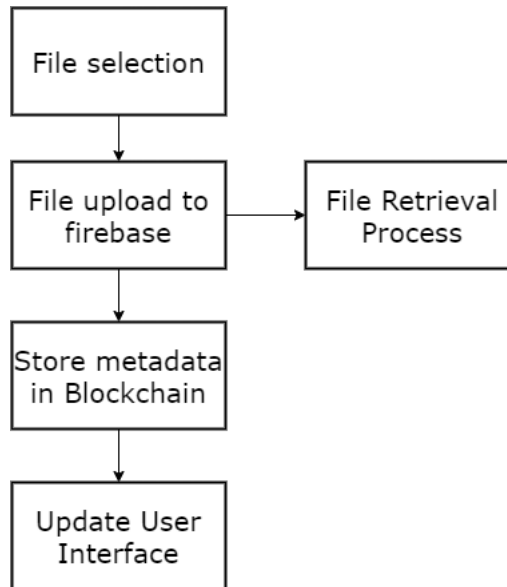 File selection
File upload to
firebase
File Retrieval
Process
Store metadata
in Blockchain
Update User
Interface